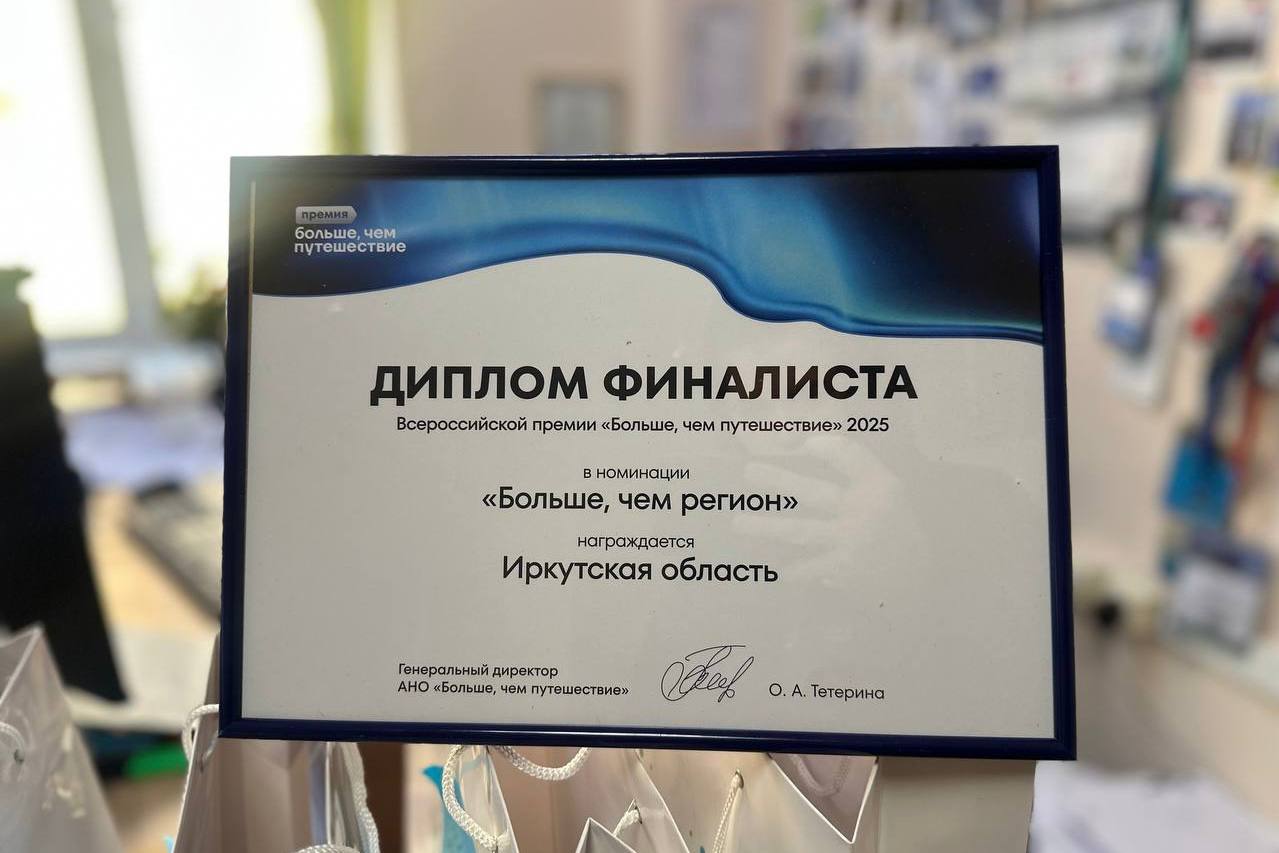 премия
больше, чем
путешествие
ДИПЛОМ ФИНАЛИСТА
Всероссийской премии «Больше, чем путешествие» 2025
в номинации
«Больше, чем регион»
награждается
Иркутская область
Генеральный директор
АНО «Больше, чем путешествие»
О. А. Тетерина